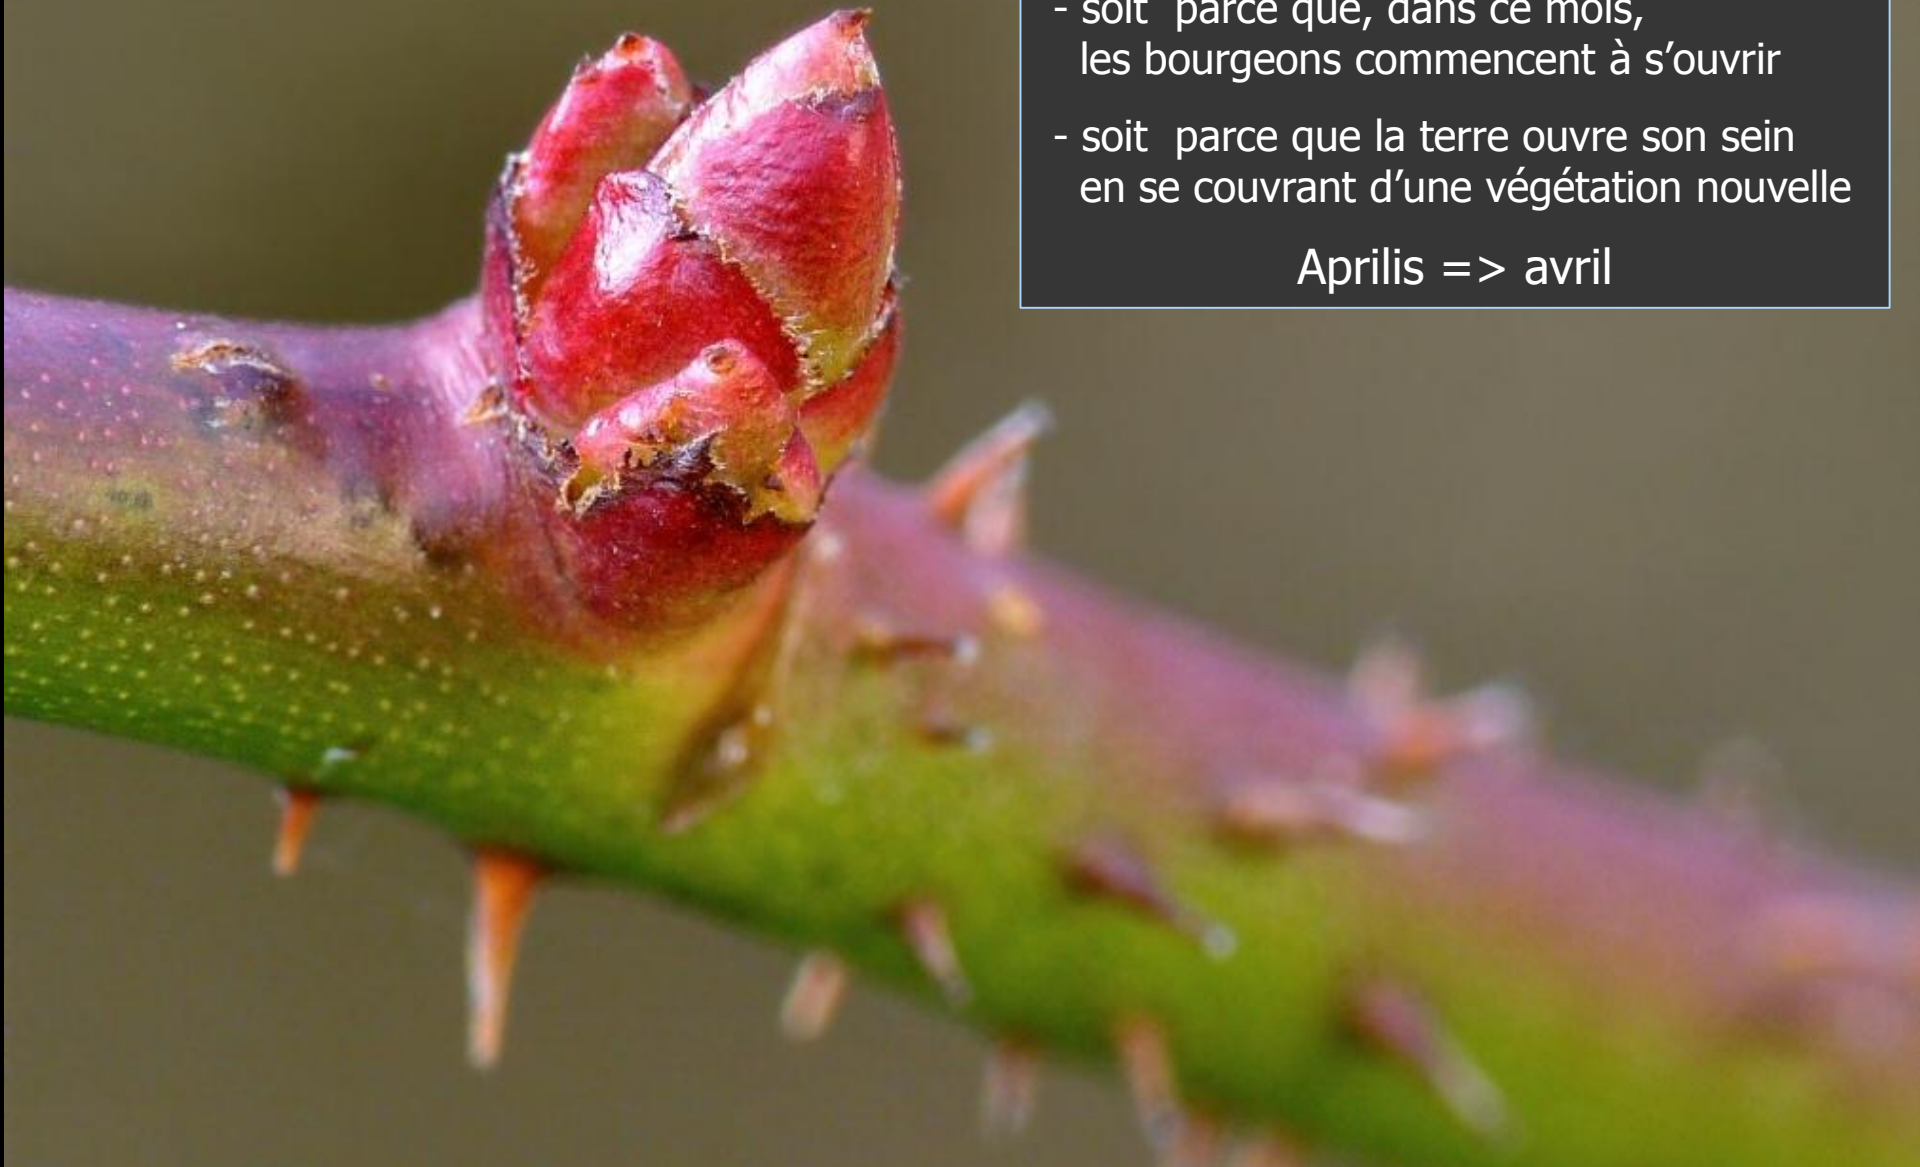 - soit parce que, dans ce mois,
les bourgeons commencent à s’ouvrir
- soit parce que la terre ouvre son sein
en se couvrant d’une végétation nouvelle
Aprilis => avril